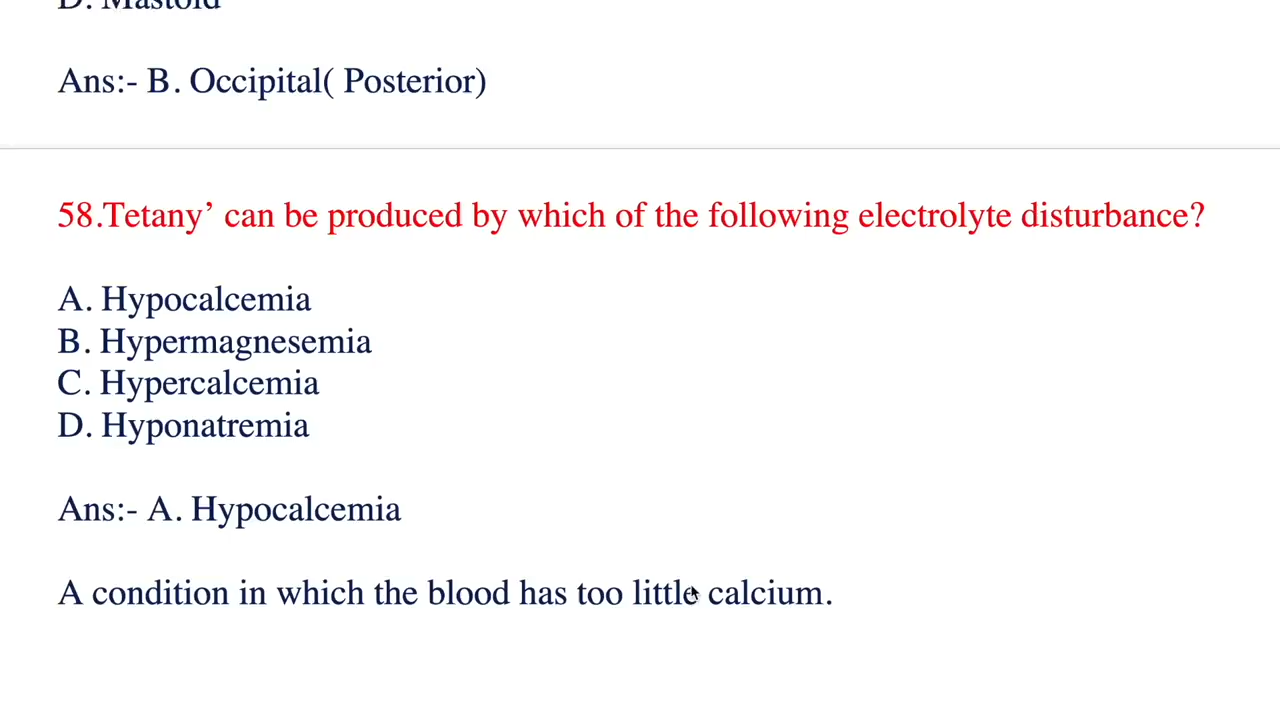 D. Mastoid
Ans:- B. Occipital( Posterior)
58.Tetany’ can be produced by which of the following electrolyte disturbance?
A. Hypocalcemia
B. Hypermagnesemia
C. Hypercalcemia
D. Hyponatremia
Ans:- A. Hypocalcemia
A condition in which the blood has too little calcium.